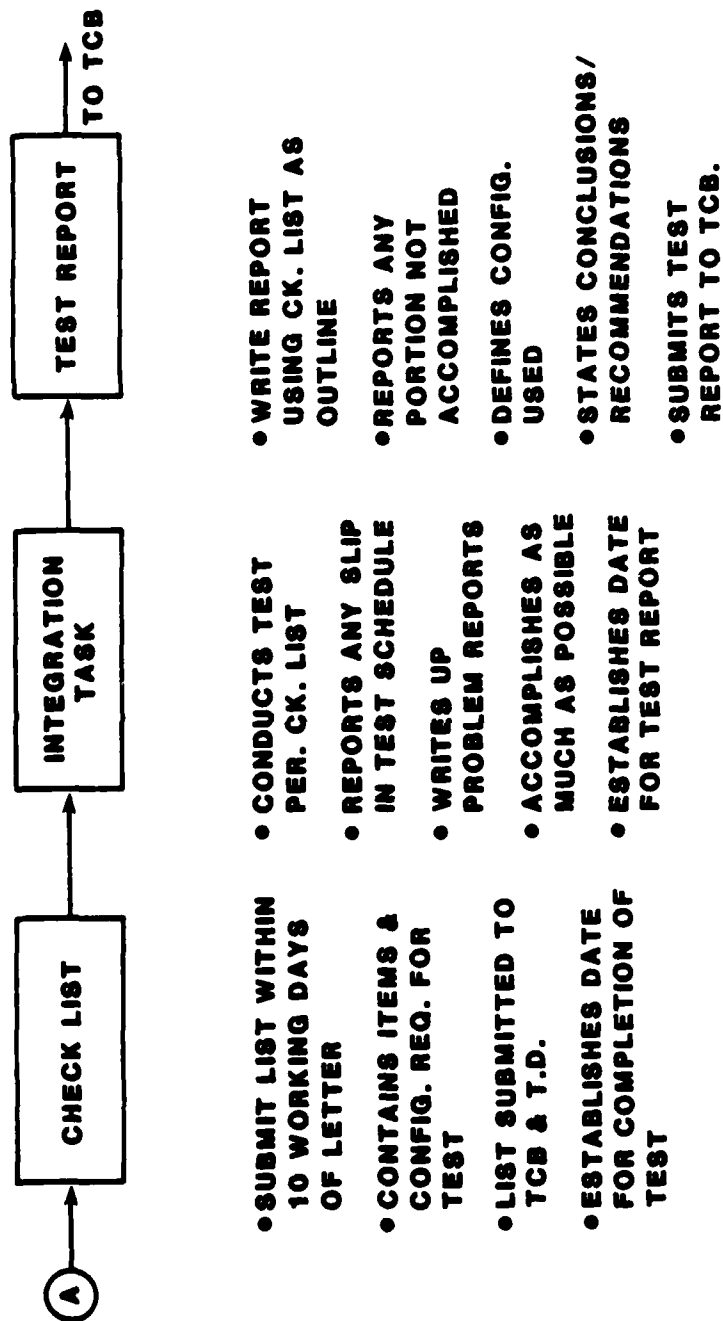 A
CHECK LIST
INTEGRATION
TASK
TEST REPORT
TO TCB
● SUBMIT LIST WITHIN
10 WORKING DAYS
OF LETTER
● CONTAINS ITEMS &
CONFIG. REQ. FOR
TEST
● LIST SUBMITTED TO
TCB & T.D.
● ESTABLISHES DATE
FOR COMPLETION OF
TEST
● CONDUCTS TEST
PER. CK. LIST
● REPORTS ANY SLIP
IN TEST SCHEDULE
● WRITES UP
PROBLEM REPORTS
● ACCOMPLISHES AS
MUCH AS POSSIBLE
● ESTABLISHES DATE
FOR TEST REPORT
● WRITE REPORT
USING CK. LIST AS
OUTLINE
● REPORTS ANY
PORTION NOT
ACCOMPLISHED
● DEFINES CONFIG.
USED
● STATES CONCLUSIONS/
RECOMMENDATIONS
● SUBMITS TEST
REPORT TO TCB.